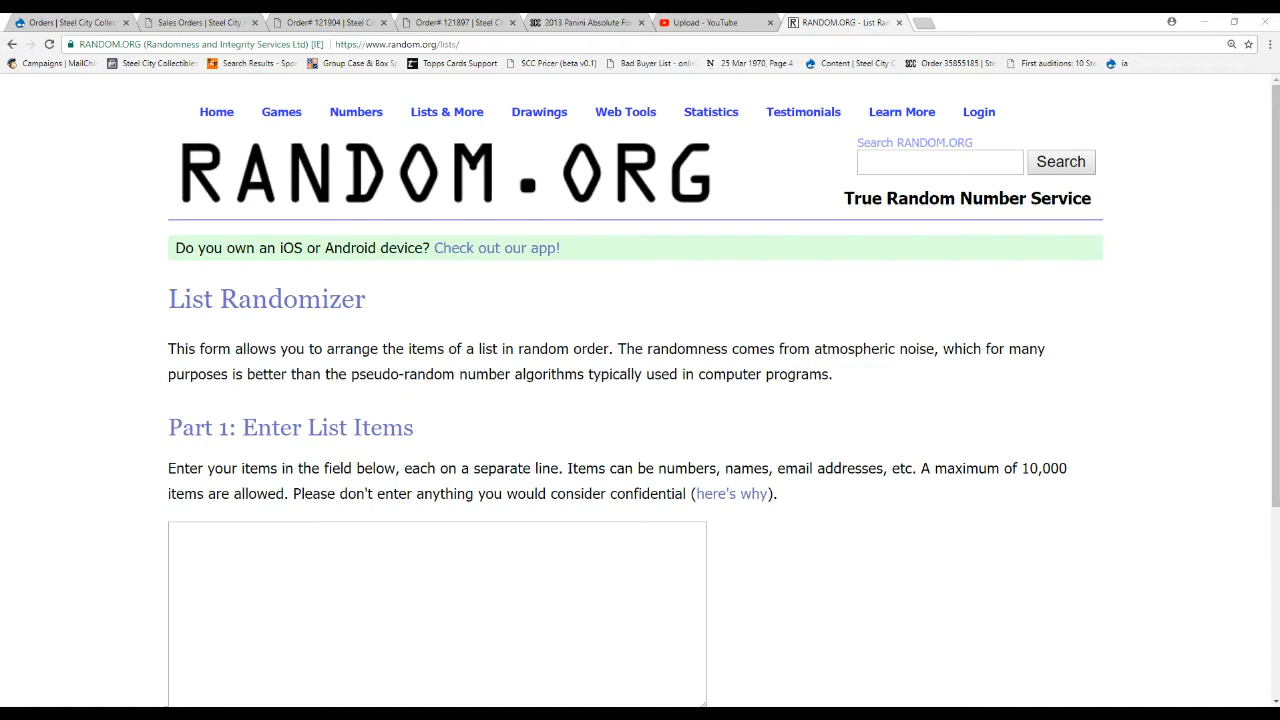 Orders | Steel City Collec
Sales Orders | Steel City
Order# 121904 | Steel Ci
Order# 121897 | Steel C
2013 Panini Absolute Fo
Upload - YouTube
RANDOM.ORG - List Ra
RANDOM.ORG (Randomness and Integrity Services Ltd) [IE]
https://www.random.org/lists/
Campaigns | MailChi
Steel City Collectibles
Search Results - Spo
Group Case & Box S
Topps Cards Support
SCC Pricer (beta v0.1)
Bad Buyer List - onlin
25 Mar 1970, Page 4
Content | Steel City C
Order 35855185 | Ste
First auditions: 10 Ste
ia
Home Games Numbers Lists & More Drawings Web Tools Statistics Testimonials Learn More Login
RANDOM.ORG
Search RANDOM.ORG
Search
True Random Number Service
Do you own an iOS or Android device? Check out our app!
List Randomizer
This form allows you to arrange the items of a list in random order. The randomness comes from atmospheric noise, which for many
purposes is better than the pseudo-random number algorithms typically used in computer programs.
Part 1: Enter List Items
Enter your items in the field below, each on a separate line. Items can be numbers, names, email addresses, etc. A maximum of 10,000
items are allowed. Please don't enter anything you would consider confidential (here's why).